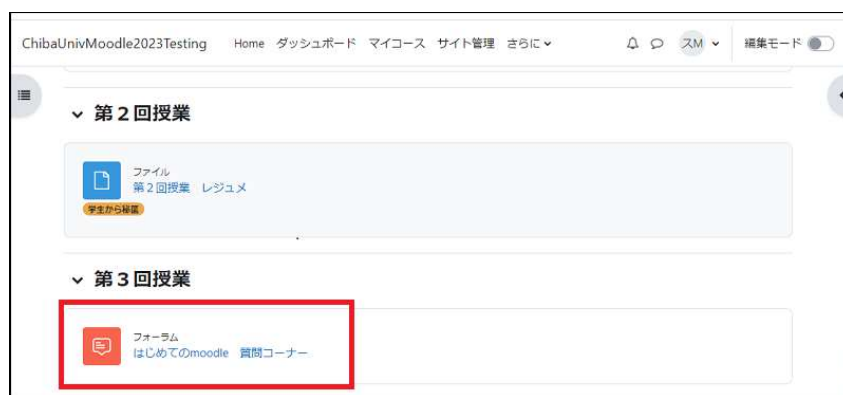 ChibaUnivMoodle2023Testing Home ダッシュボード マイコース サイト管理 さらに スM 編集モード
第２回授業
ファイル
第２回授業　レジュメ
学生から秘匿
第３回授業
フォーラム
はじめてのmoodle　質問コーナー